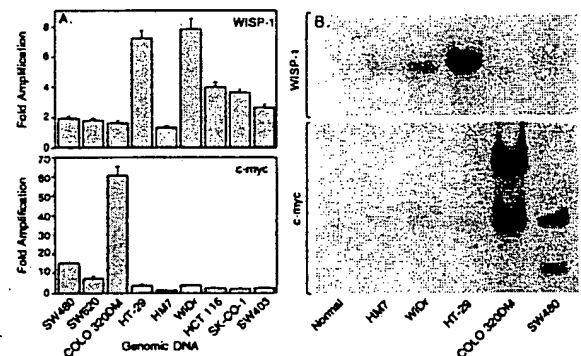 A.
WISP-1
Fold Amplification
8
6
4
2
0
c-myc
Fold Amplification
75
60
50
40
30
20
10
0
SW480
SW620
COLO 320DM
HT-29
HM7
WiDr
HCT 116
SK-CO-1
SW403
Genomic DNA
B.
WISP-1
c-myc
Normal
HM7
WiDr
HT-29
COLO 320DM
SW480